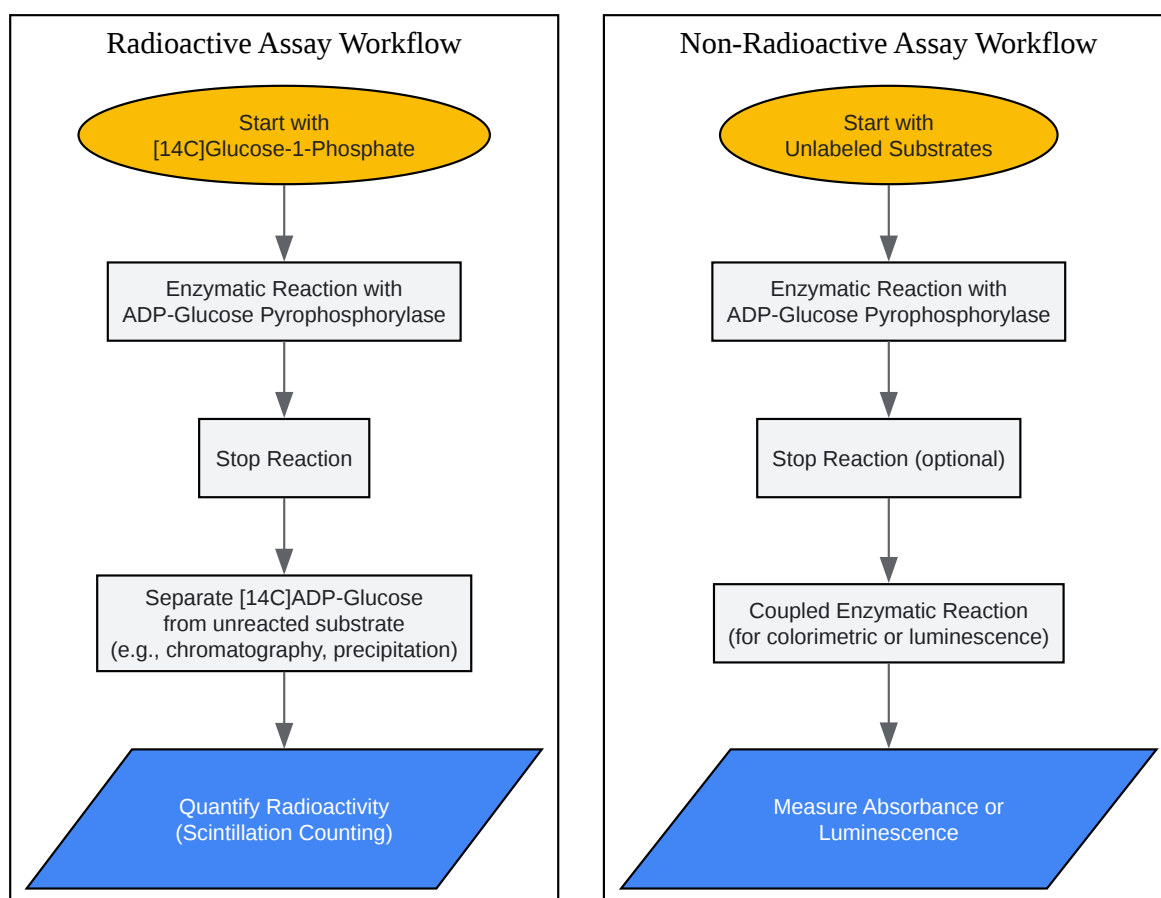 Radioactive Assay Workflow
Start with
[14C]Glucose-1-Phosphate
Enzymatic Reaction with
ADP-Glucose Pyrophosphorylase
Stop Reaction
Separate [14C]ADP-Glucose
from unreacted substrate
(e.g., chromatography, precipitation)
Quantify Radioactivity
(Scintillation Counting)
Non-Radioactive Assay Workflow
Start with
Unlabeled Substrates
Enzymatic Reaction with
ADP-Glucose Pyrophosphorylase
Stop Reaction (optional)
Coupled Enzymatic Reaction
(for colorimetric or luminescence)
Measure Absorbance or
Luminescence